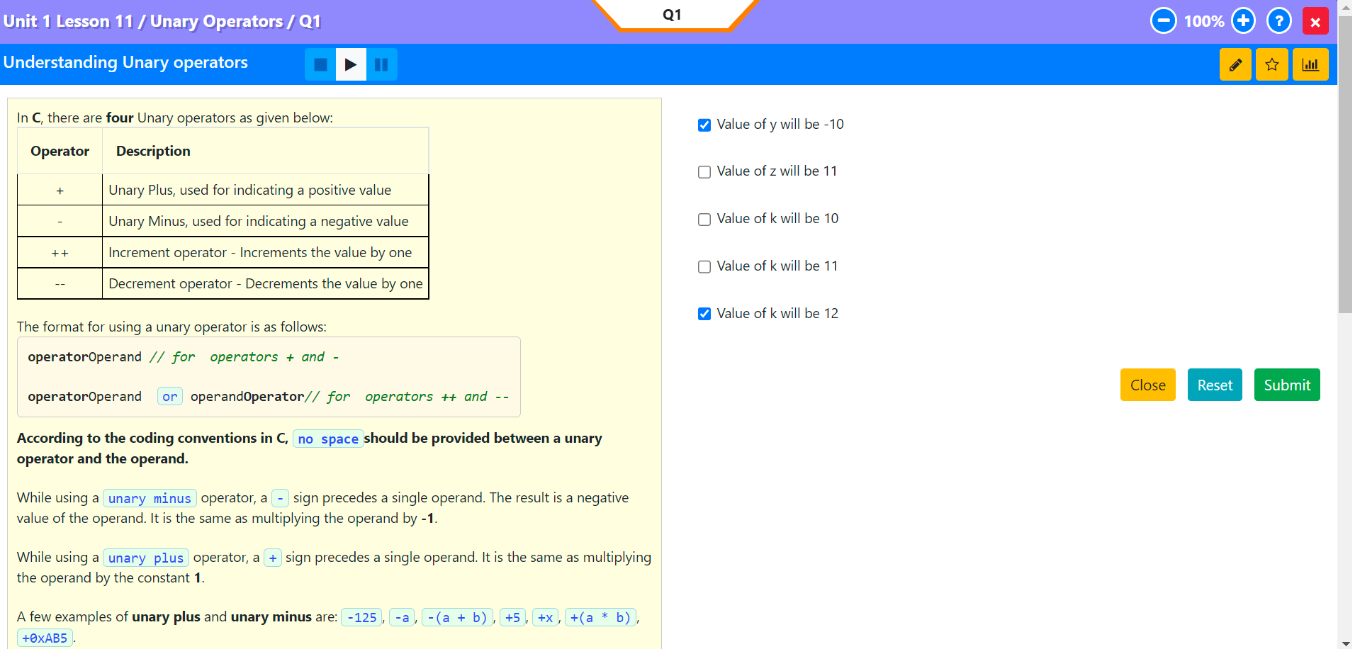 Unit 1 Lesson 11 / Unary Operators / Q1
Q1
100%
?
×
Understanding Unary operators
In C, there are four Unary operators as given below:
Operator Description
+ Unary Plus, used for indicating a positive value
- Unary Minus, used for indicating a negative value
++ Increment operator - Increments the value by one
-- Decrement operator - Decrements the value by one
The format for using a unary operator is as follows:
operatorOperand // for operators + and -
operatorOperand or operandOperator// for operators ++ and --
According to the coding conventions in C, no space should be provided between a unary
operator and the operand.
While using a unary minus operator, a - sign precedes a single operand. The result is a negative
value of the operand. It is the same as multiplying the operand by -1.
While using a unary plus operator, a + sign precedes a single operand. It is the same as multiplying
the operand by the constant 1.
A few examples of unary plus and unary minus are: -125, -a, -(a + b), +5, +x, +(a * b),
+0xAB5.
Value of y will be -10
Value of z will be 11
Value of k will be 10
Value of k will be 11
Value of k will be 12
Close Reset Submit